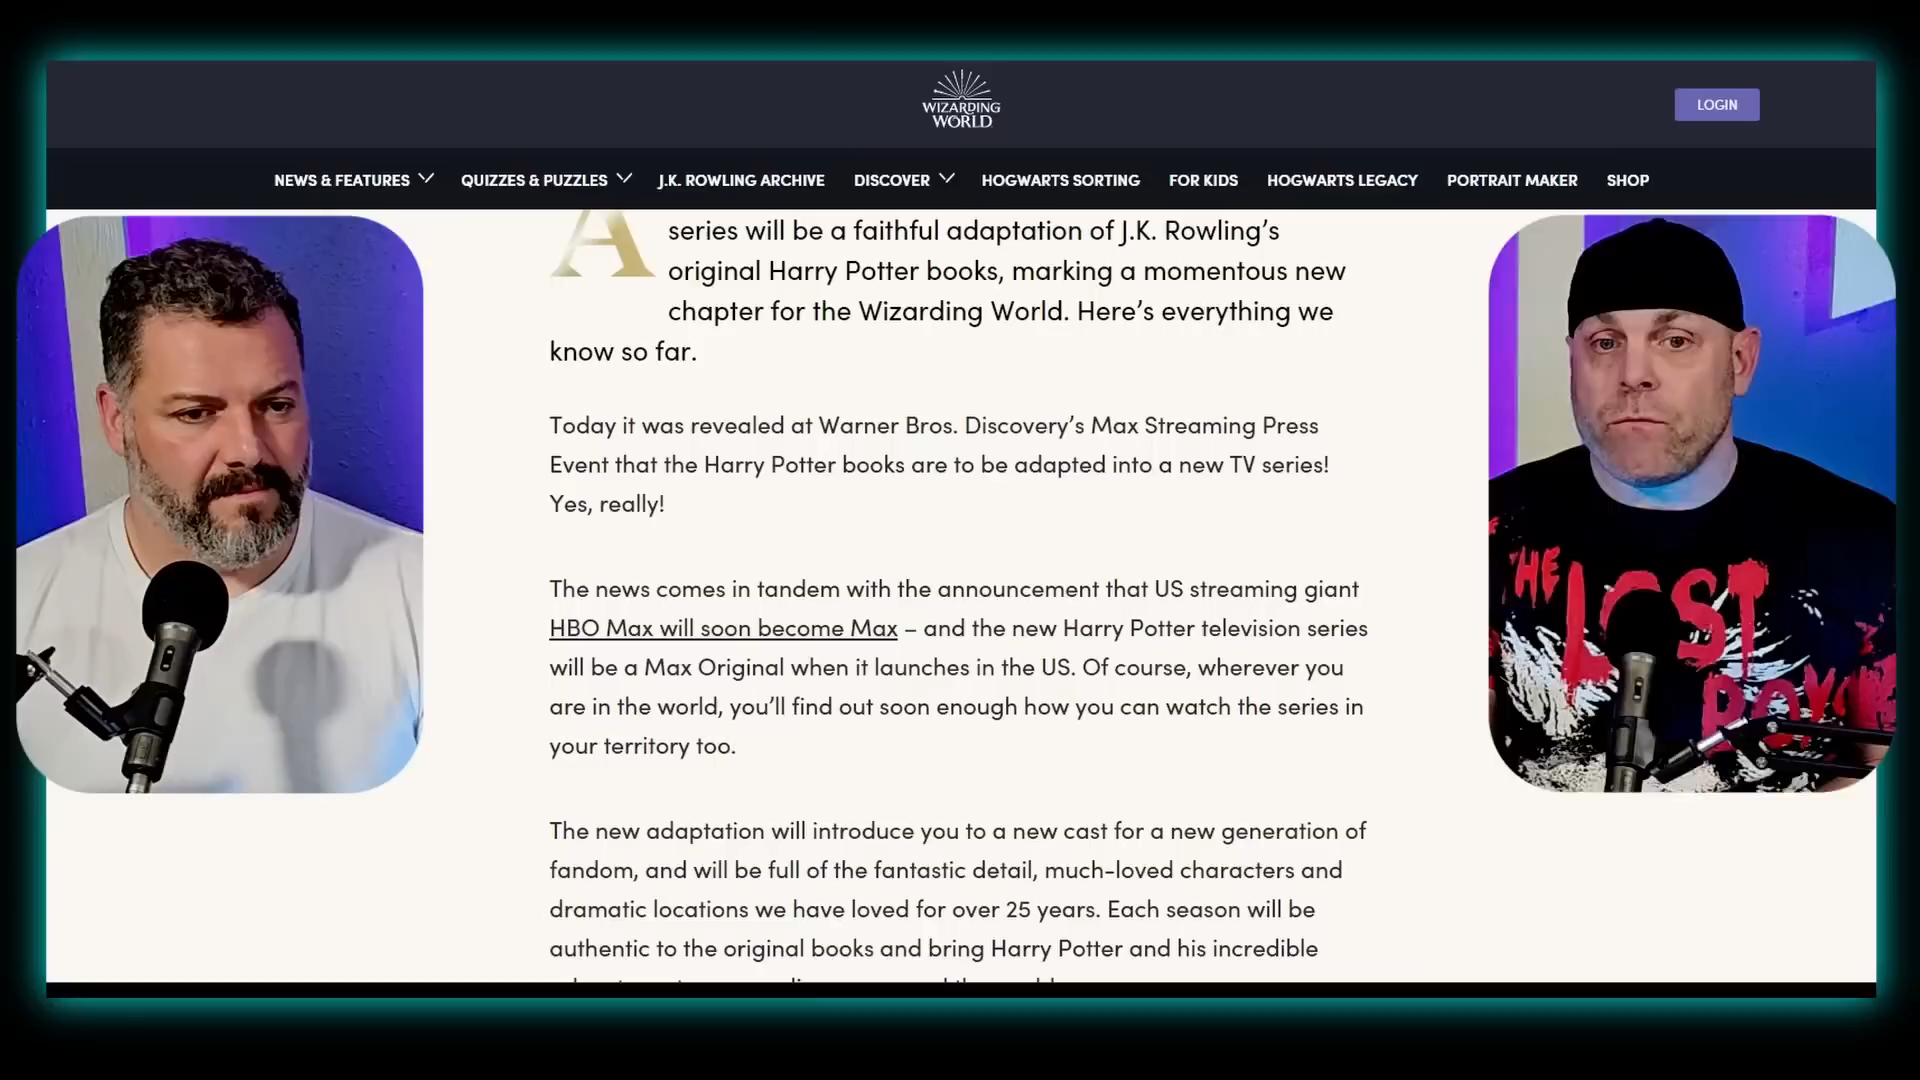 WIZARDING
WORLD
LOGIN
NEWS & FEATURES
QUIZZES & PUZZLES
J.K. ROWLING ARCHIVE
DISCOVER
HOGWARTS SORTING
FOR KIDS
HOGWARTS LEGACY
PORTRAIT MAKER
SHOP
A series will be a faithful adaptation of J.K. Rowling's
original Harry Potter books, marking a momentous new
chapter for the Wizarding World. Here's everything we
know so far.
Today it was revealed at Warner Bros. Discovery's Max Streaming Press
Event that the Harry Potter books are to be adapted into a new TV series!
Yes, really!
The news comes in tandem with the announcement that US streaming giant
HBO Max will soon become Max – and the new Harry Potter television series
will be a Max Original when it launches in the US. Of course, wherever you
are in the world, you'll find out soon enough how you can watch the series in
your territory too.
The new adaptation will introduce you to a new cast for a new generation of
fandom, and will be full of the fantastic detail, much-loved characters and
dramatic locations we have loved for over 25 years. Each season will be
authentic to the original books and bring Harry Potter and his incredible
THE
LOST